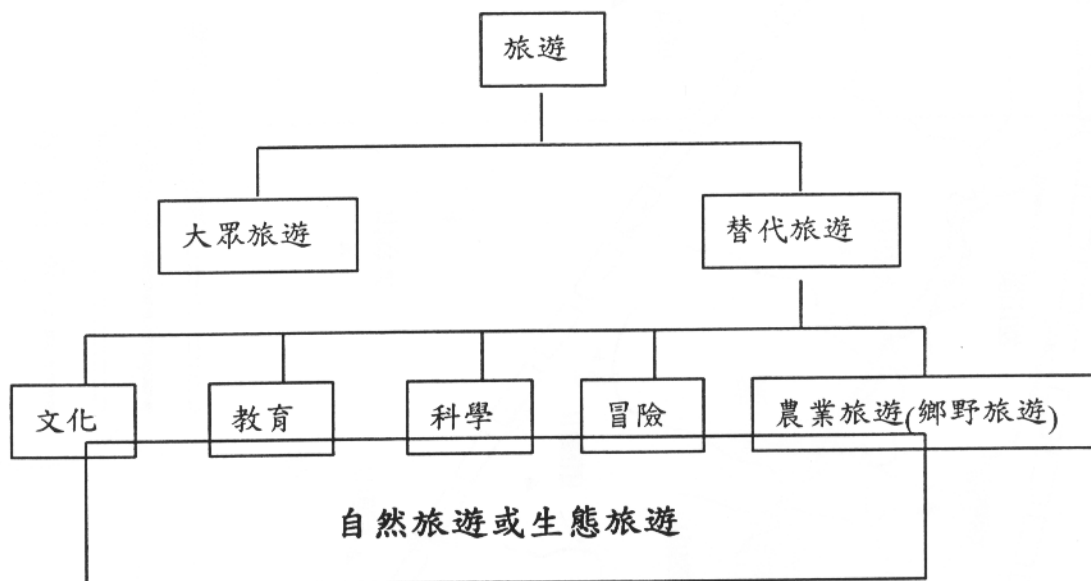 旅遊
大眾旅遊
替代旅遊
文化
教育
科學
冒險
農業旅遊(鄉野旅遊)
自然旅遊或生態旅遊